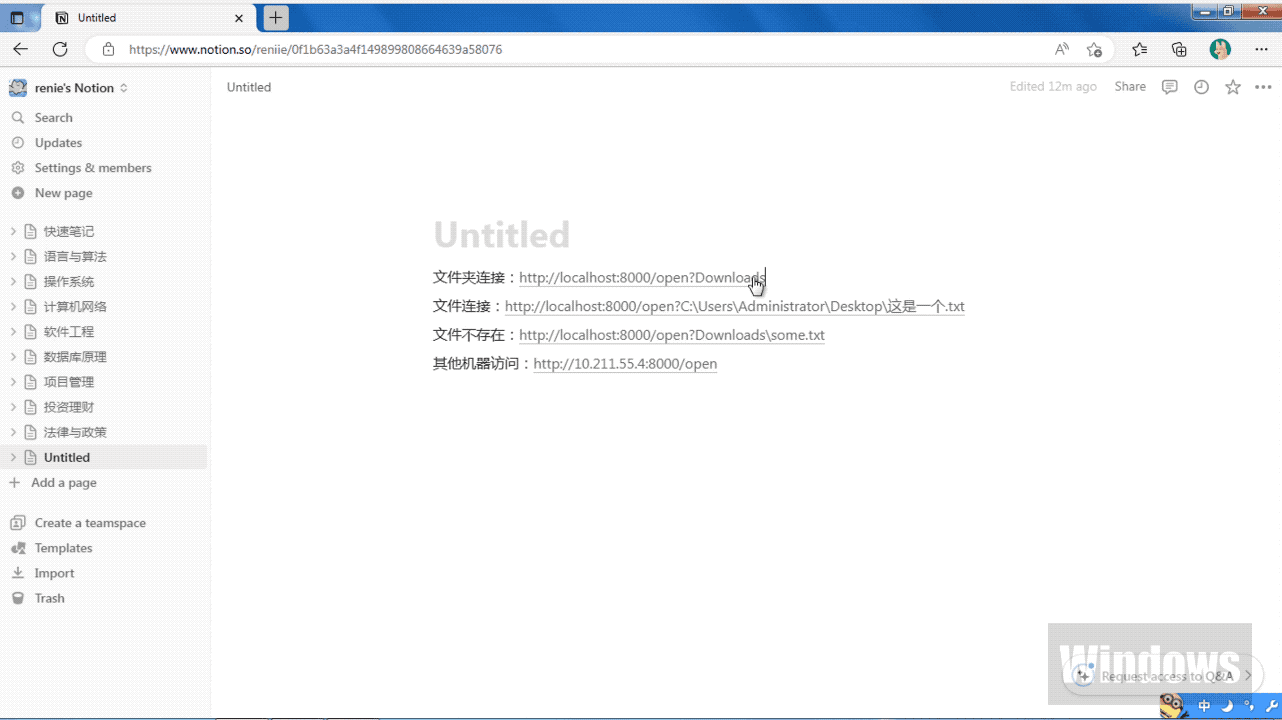 Untitled
https://www.notion.so/reniie/0f1b63a3a4f149899808664639a58076
renie's Notion
Untitled
Edited 12m ago
Share
Search
Updates
Settings & members
New page
快速笔记
语言与算法
操作系统
计算机网络
软件工程
数据库原理
项目管理
投资理财
法律与政策
Untitled
Add a page
Create a teamspace
Templates
Import
Trash
Untitled
文件夹连接：http://localhost:8000/open?Downloads
文件连接：http://localhost:8000/open?C:\Users\Administrator\Desktop\这是一个.txt
文件不存在：http://localhost:8000/open?Downloads\some.txt
其他机器访问：http://10.211.55.4:8000/open
Windows
Request access to Q&A
中